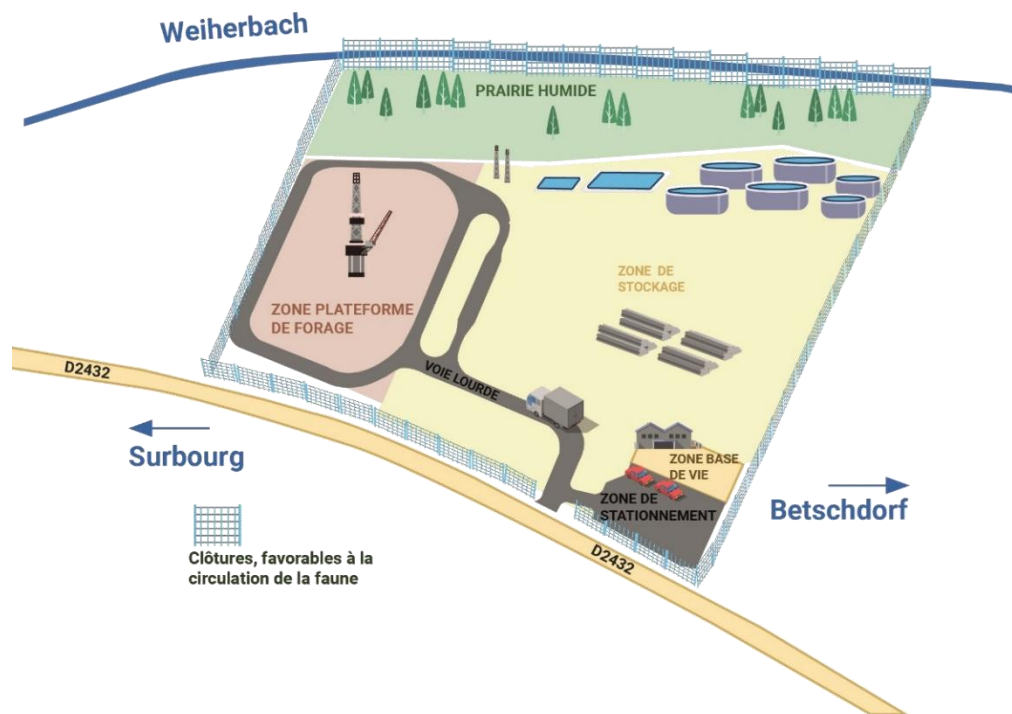 Weiherbach
PRAIRIE HUMIDE
ZONE DE
STOCKAGE
ZONE PLATEFORME
DE FORAGE
VOIE LOURDE
D2432
Surbourg
ZONE BASE
DE VIE
ZONE DE
STATIONNEMENT
Betschdorf
D2432
Clôtures, favorables à la
circulation de la faune